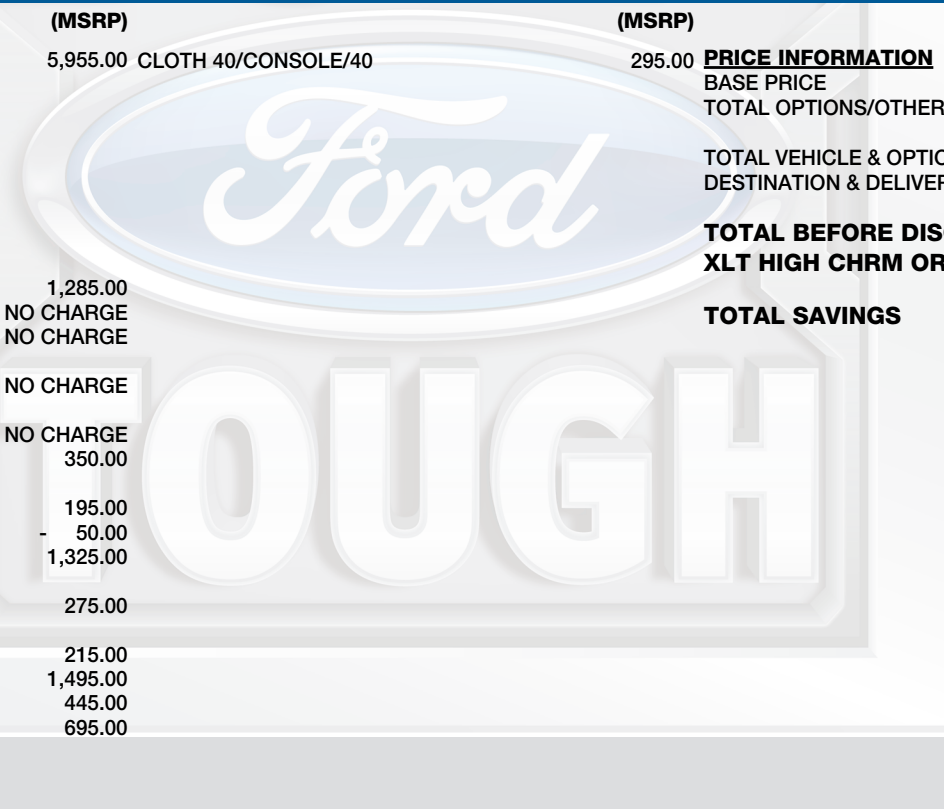 (MSRP)
5,955.00
1,285.00
NO CHARGE
NO CHARGE
NO CHARGE
NO CHARGE
350.00
195.00
- 50.00
1,325.00
275.00
215.00
1,495.00
445.00
695.00
(MSRP)
CLOTH 40/CONSOLE/40 295.00
PRICE INFORMATION
BASE PRICE
TOTAL OPTIONS/OTHER
TOTAL VEHICLE & OPTIO
DESTINATION & DELIVER
TOTAL BEFORE DISC
XLT HIGH CHRM OR
TOTAL SAVINGS
Ford
TOUGH